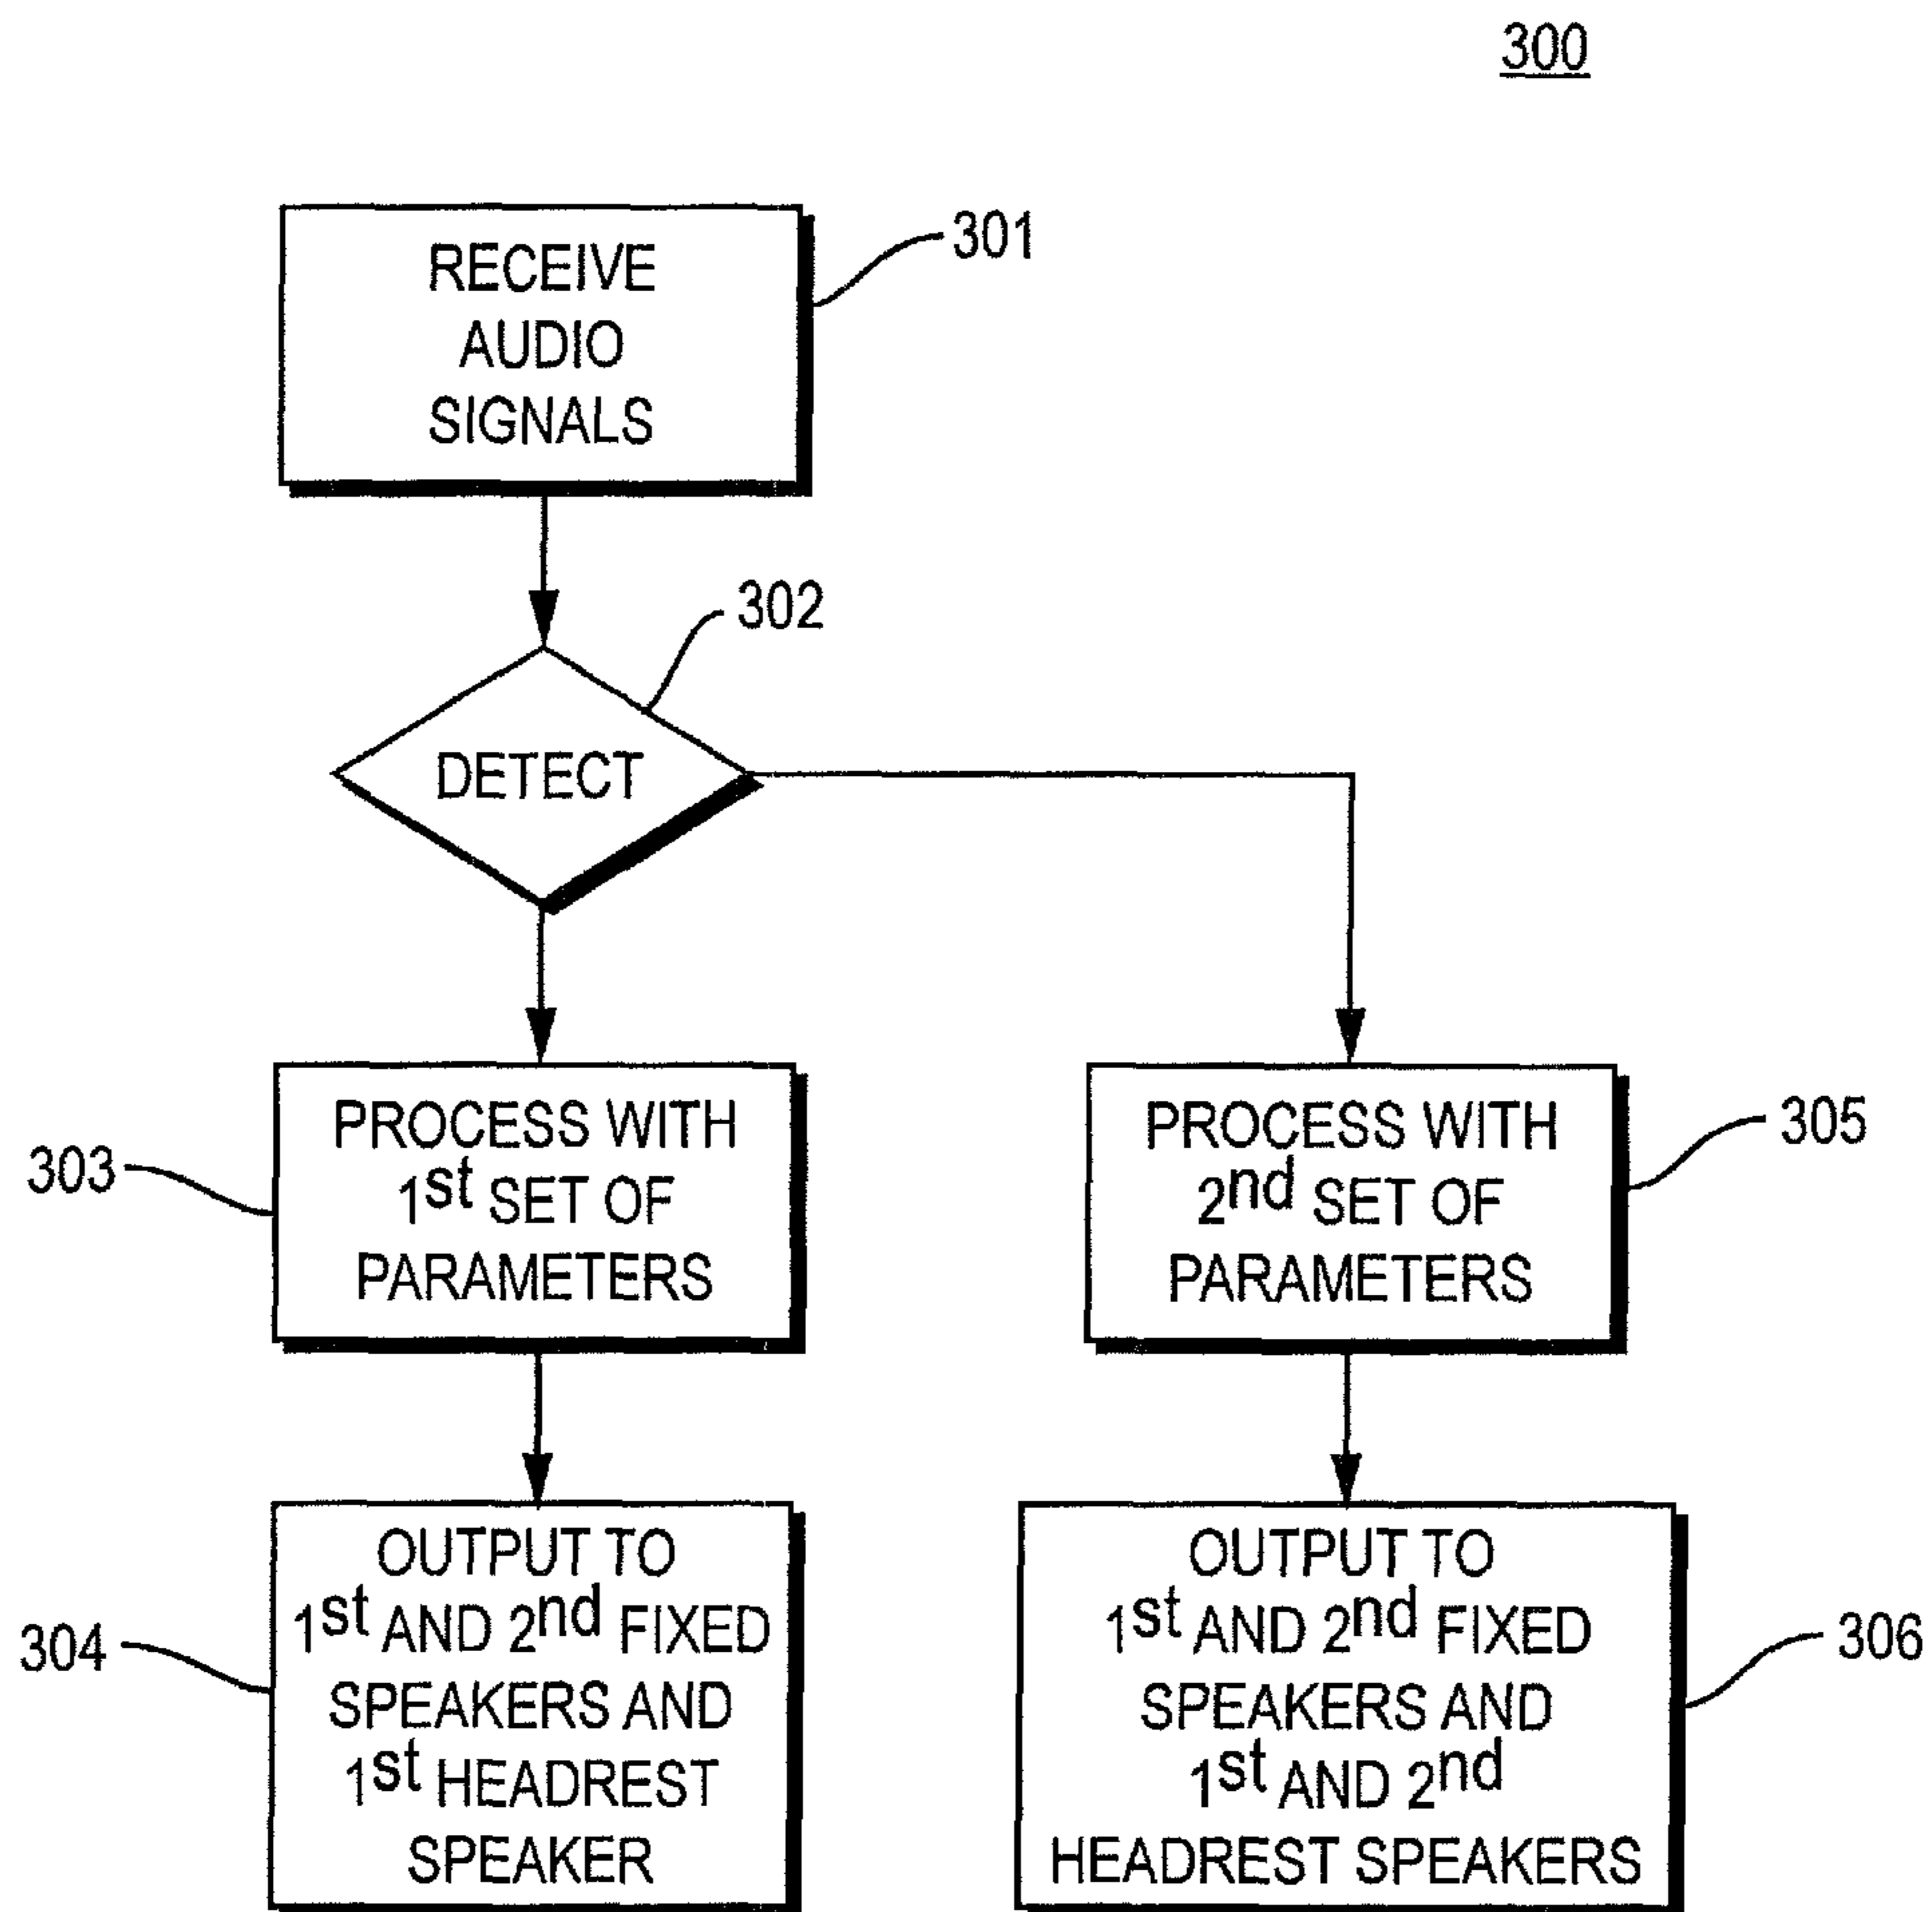 300
RECEIVE
AUDIO
SIGNALS
301
302
DETECT
PROCESS WITH
1st SET OF
PARAMETERS
303
PROCESS WITH
2nd SET OF
PARAMETERS
305
OUTPUT TO
1st AND 2nd FIXED
SPEAKERS AND
1st HEADREST
SPEAKER
304
OUTPUT TO
1st AND 2nd FIXED
SPEAKERS AND
1st AND 2nd
HEADREST SPEAKERS
306